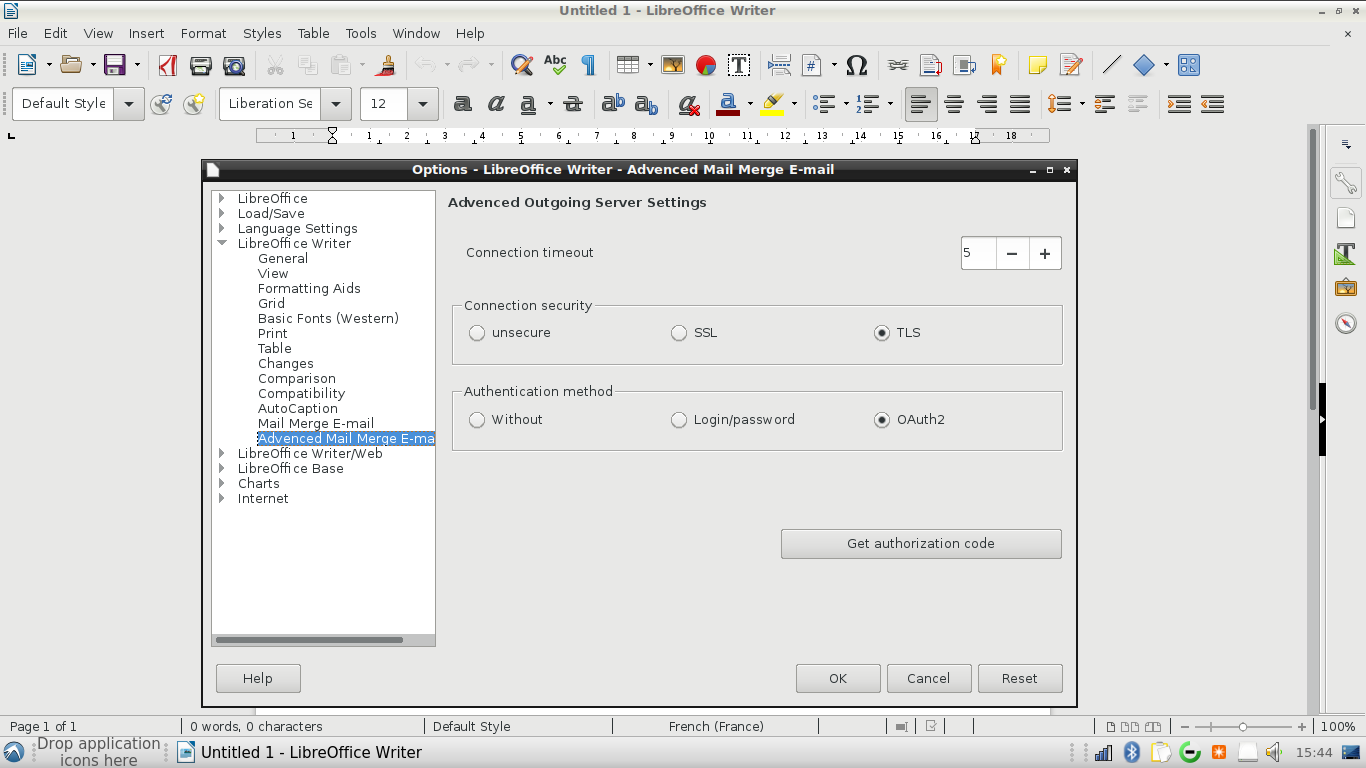 Untitled 1 - LibreOffice Writer
File Edit View Insert Format Styles Table Tools Window Help
Default Style Liberation Se 12
1 1 2 3 4 5 6 7 8 9 10 11 12 13 14 15 16 17 18
Options - LibreOffice Writer - Advenced Mail Merge E-mail
LibreOffice
Load/Save
Language Settings
LibreOffice Writer
General
View
Formatting Aids
Grid
Basic Fonts (Western)
Print
Table
Changes
Comparison
Compatibility
AutoCaption
Mail Merge E-mail
Advenced Mail Merge E-ma
LibreOffice Writer/Web
LibreOffice Base
Charts
Internet
Advanced Outgoing Server Settings
Connection timeout 5
Connection security
unsecure SSL TLS
Authentication method
Without Login/password OAuth2
Get authorization code
Help OK Cancel Reset
Page 1 of 1 0 words, 0 characters Default Style French (France) 100%
Drop application
icons here
Untitled 1 - LibreOffice Writer 15:44